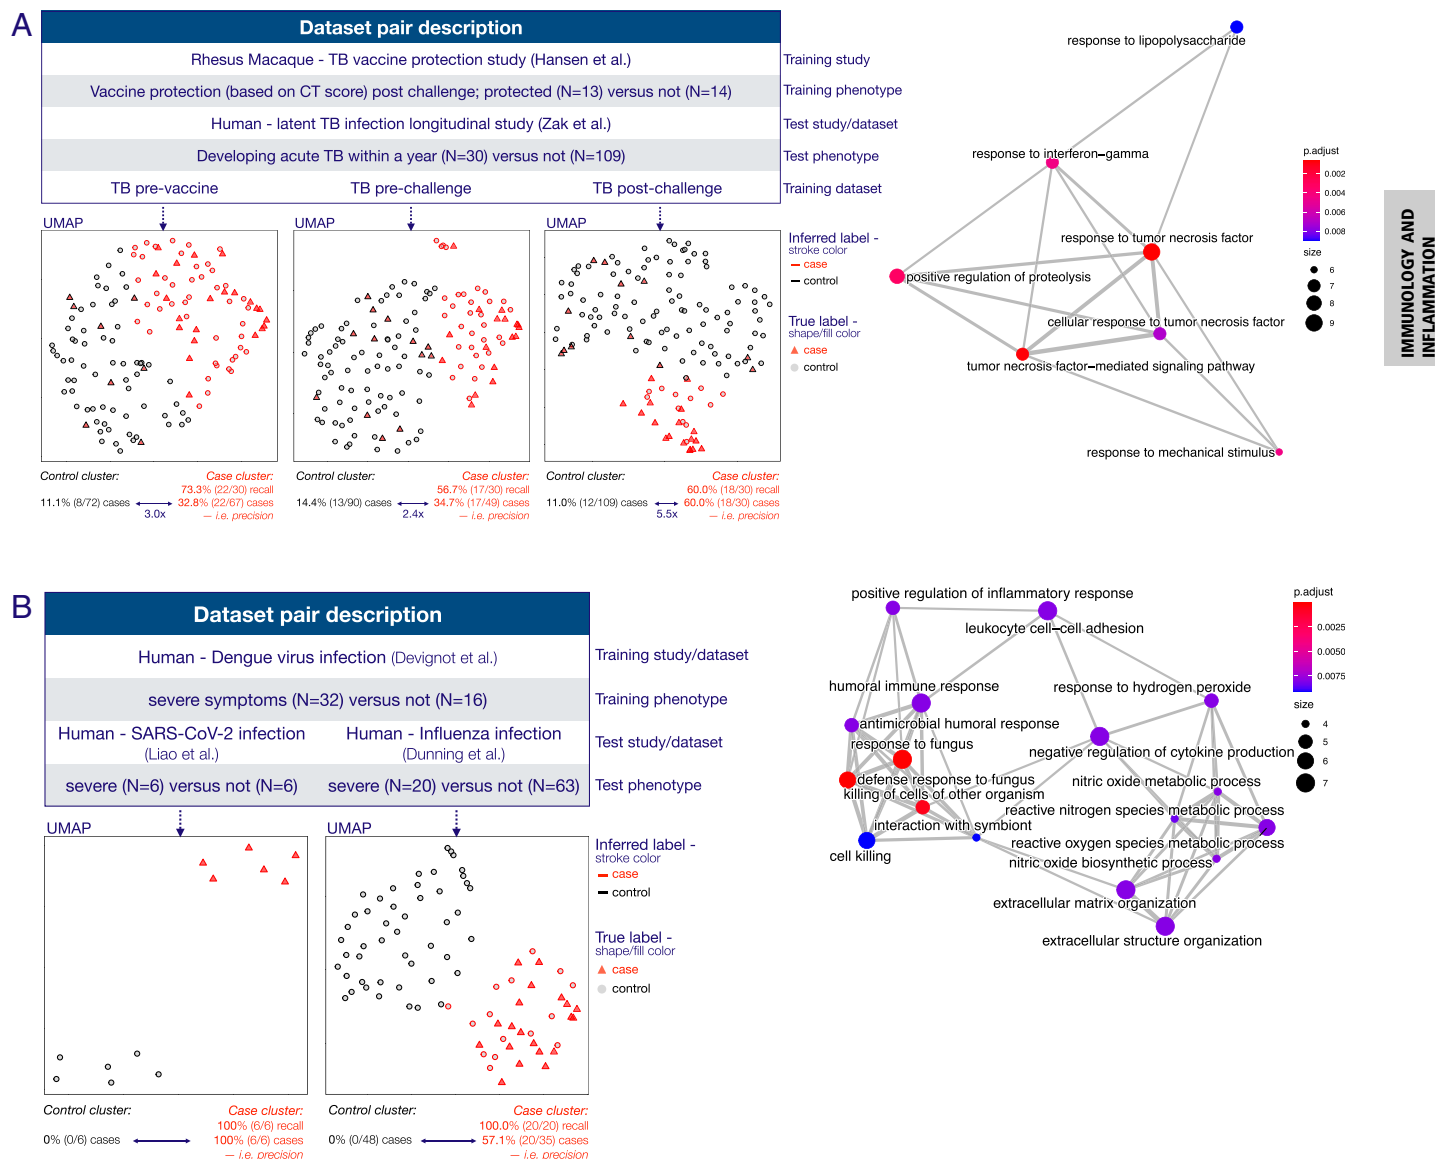 A
Dataset pair description
Rhesus Macaque - TB vaccine protection study (Hansen et al.)
Training study
Vaccine protection (based on CT score) post challenge; protected (N=13) versus not (N=14)
Training phenotype
Human - latent TB infection longitudinal study (Zak et al.)
Test study/dataset
Developing acute TB within a year (N=30) versus not (N=109)
Test phenotype
TB pre-vaccine
TB pre-challenge
TB post-challenge
Training dataset
UMAP
UMAP
UMAP
Inferred label -
stroke color
case
control
True label -
shape/fill color
case
control
Control cluster:
11.1% (8/72) cases
3.0x
Case cluster:
73.3% (22/30) recall
32.8% (22/67) cases
— i.e. precision
Control cluster:
14.4% (13/90) cases
2.4x
Case cluster:
56.7% (17/30) recall
34.7% (17/49) cases
— i.e. precision
Control cluster:
11.0% (12/109) cases
5.5x
Case cluster:
60.0% (18/30) recall
60.0% (18/30) cases
— i.e. precision
response to lipopolysaccharide
response to interferon−gamma
response to tumor necrosis factor
positive regulation of proteolysis
cellular response to tumor necrosis factor
tumor necrosis factor−mediated signaling pathway
response to mechanical stimulus
p.adjust
0.002
0.004
0.006
0.008
size
6
7
8
9
IMMUNOLOGY AND
INFLAMMATION
B
Dataset pair description
Human - Dengue virus infection (Devignot et al.)
Training study/dataset
severe symptoms (N=32) versus not (N=16)
Training phenotype
Human - SARS-CoV-2 infection
(Liao et al.)
Human - Influenza infection
(Dunning et al.)
Test study/dataset
severe (N=6) versus not (N=6)
severe (N=20) versus not (N=63)
Test phenotype
UMAP
UMAP
Inferred label -
stroke color
case
control
True label -
shape/fill color
case
control
Control cluster:
0% (0/6) cases
Case cluster:
100% (6/6) recall
100% (6/6) cases
— i.e. precision
Control cluster:
0% (0/48) cases
Case cluster:
100.0% (20/20) recall
57.1% (20/35) cases
— i.e. precision
positive regulation of inflammatory response
leukocyte cell−cell adhesion
humoral immune response
response to hydrogen peroxide
antimicrobial humoral response
response to fungus
negative regulation of cytokine production
defense response to fungus
nitric oxide metabolic process
killing of cells of other organism
reactive nitrogen species metabolic process
interaction with symbiont
reactive oxygen species metabolic process
cell killing
nitric oxide biosynthetic process
extracellular matrix organization
extracellular structure organization
p.adjust
0.0025
0.0050
0.0075
size
4
5
6
7